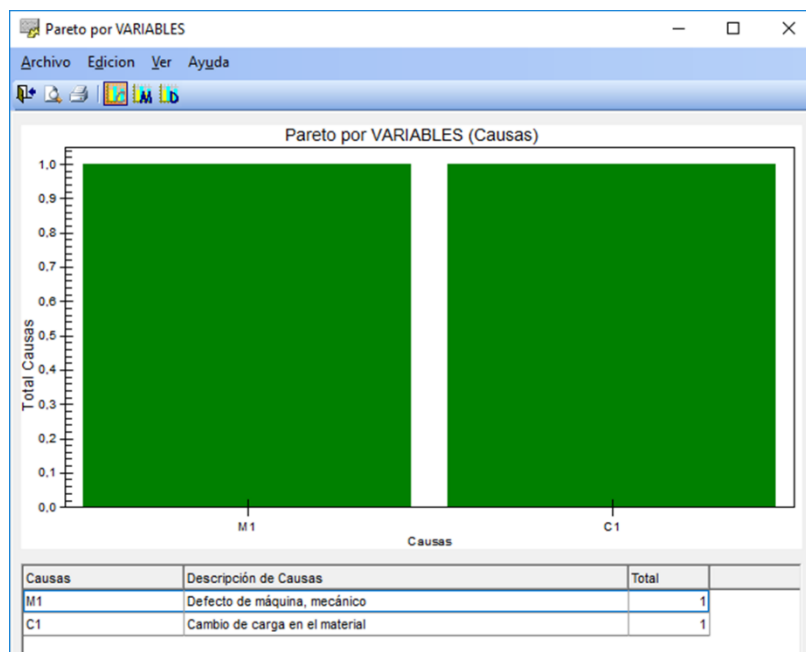 Pareto por VARIABLES
Archivo Edicion Ver Ayuda
M D
Pareto por VARIABLES (Causas)
Total Causas
1,0
0,9
0,8
0,7
0,6
0,5
0,4
0,3
0,2
0,1
0,0
M1 C1
Causas
Causas Descripción de Causas Total
M1 Defecto de máquina, mecánico 1
C1 Cambio de carga en el material 1